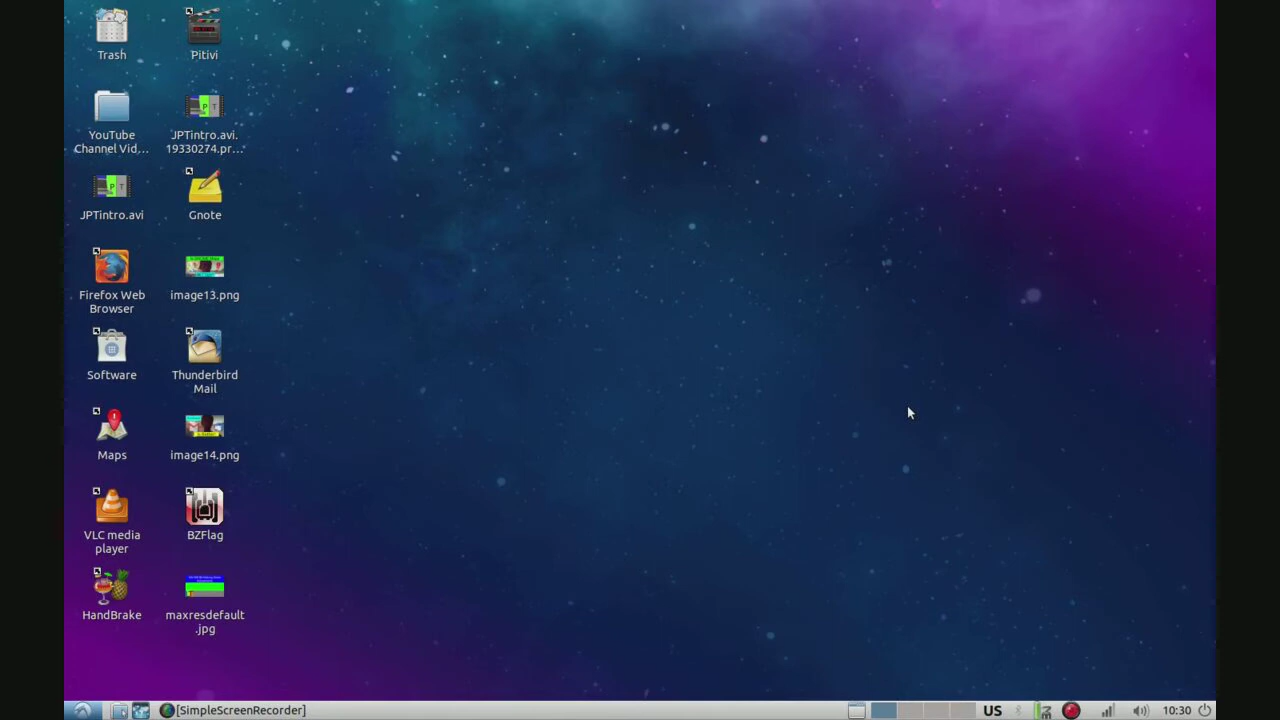 Trash
Pitivi
YouTube
Channel Vid...
JPTintro.avi.
19330274.pr...
JPTintro.avi
Gnote
Firefox Web
Browser
image13.png
Software
Thunderbird
Mail
Maps
image14.png
VLC media
player
BZFlag
HandBrake
maxresdefault
.jpg
[SimpleScreenRecorder]
US
10:30